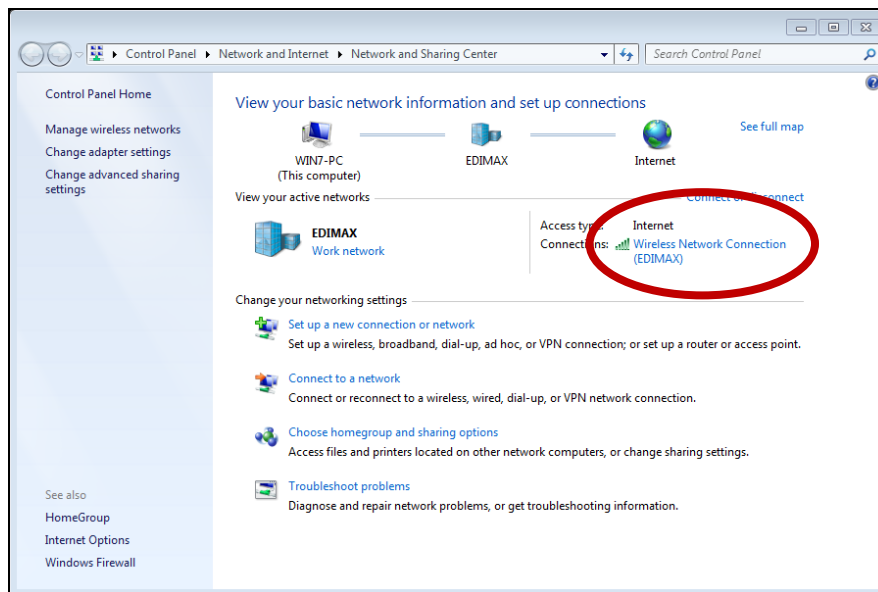 Control Panel ▸ Network and Internet ▸ Network and Sharing Center
Search Control Panel
Control Panel Home
Manage wireless networks
Change adapter settings
Change advanced sharing
settings
View your basic network information and set up connections
See full map
WIN7-PC
(This computer)
EDIMAX
Internet
View your active networks
Connect or disconnect
EDIMAX
Work network
Access type: Internet
Connections: Wireless Network Connection
(EDIMAX)
Change your networking settings
Set up a new connection or network
Set up a wireless, broadband, dial-up, ad hoc, or VPN connection; or set up a router or access point.
Connect to a network
Connect or reconnect to a wireless, wired, dial-up, or VPN network connection.
Choose homegroup and sharing options
Access files and printers located on other network computers, or change sharing settings.
Troubleshoot problems
Diagnose and repair network problems, or get troubleshooting information.
See also
HomeGroup
Internet Options
Windows Firewall